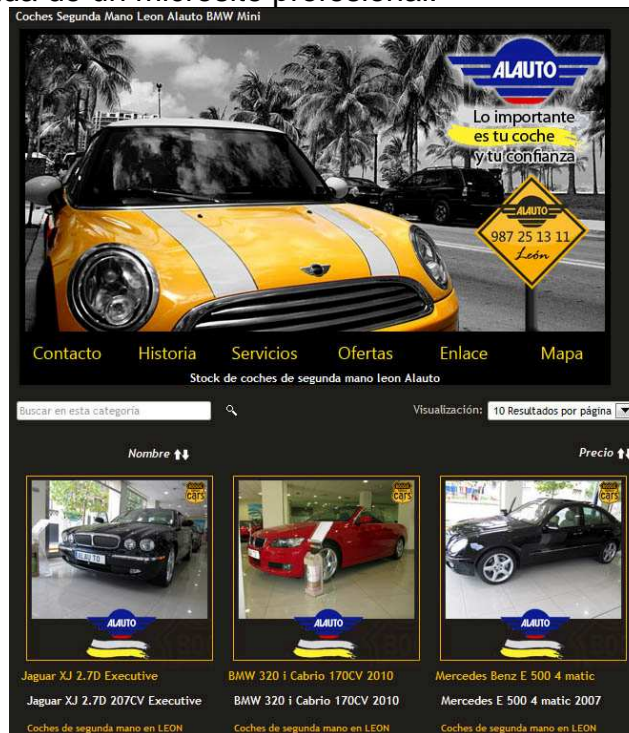 Coches Segunda Mano Leon Alauto BMW Mini
ALAUTO
Lo importante
es tu coche
y tu confianza
ALAUTO
987 25 13 11
León
Contacto Historia Servicios Ofertas Enlace Mapa
Stock de coches de segunda mano leon Alauto
Buscar en esta categoría Visualización: 10 Resultados por página
Nombre Precio
cars cars cars
ALAUTO
ALAUTO ALAUTO ALAUTO
Jaguar XJ 2.7D Executive BMW 320 i Cabrio 170CV 2010 Mercedes Benz E 500 4 matic
Jaguar XJ 2.7D 207CV Executive BMW 320 i Cabrio 170CV 2010 Mercedes E 500 4 matic 2007
Coches de segunda mano en LEON Coches de segunda mano en LEON Coches de segunda mano en LEON